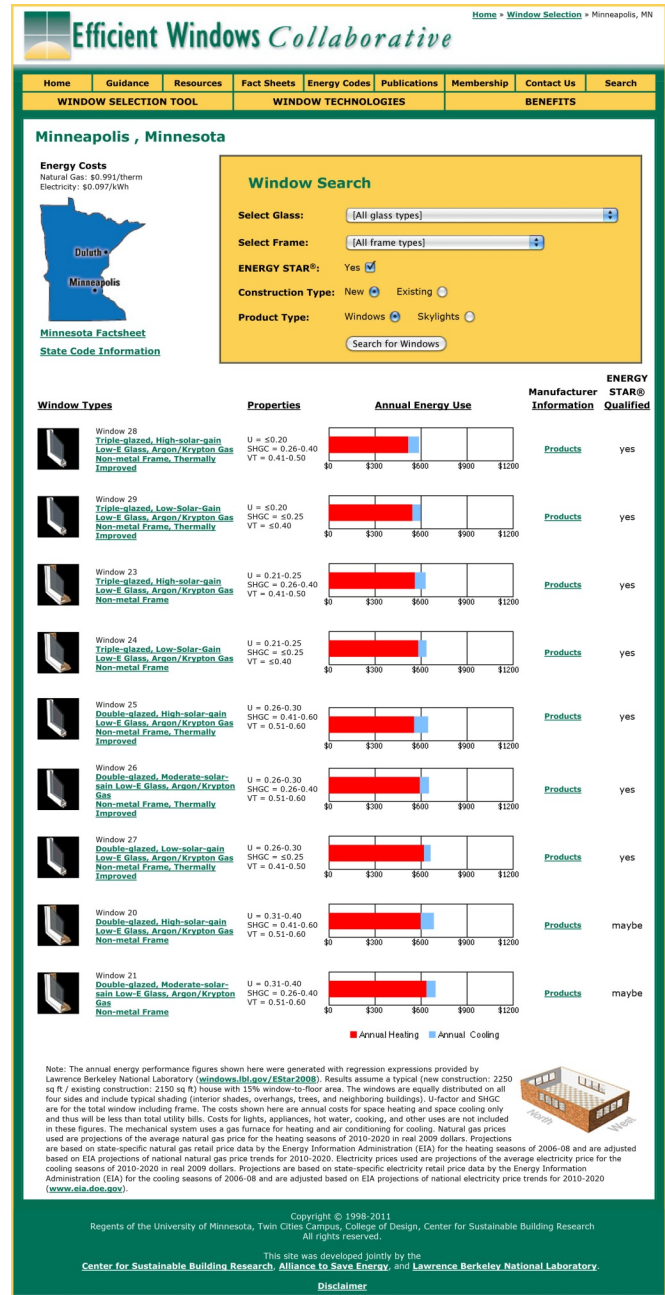 Home » Window Selection » Minneapolis, MN
Efficient Windows Collaborative
Home Guidance Resources Fact Sheets Energy Codes Publications Membership Contact Us Search
WINDOW SELECTION TOOL WINDOW TECHNOLOGIES BENEFITS
Minneapolis , Minnesota
Energy Costs
Natural Gas: $0.991/therm
Electricity: $0.097/kWh
Duluth
Minneapolis
Minnesota Factsheet
State Code Information
Window Search
Select Glass: [All glass types]
Select Frame: [All frame types]
ENERGY STAR®: Yes
Construction Type: New Existing
Product Type: Windows Skylights
Search for Windows
Window Types Properties Annual Energy Use Manufacturer Information ENERGY STAR® Qualified
Window 28
Triple-glazed, High-solar-gain
Low-E Glass, Argon/Krypton Gas
Non-metal Frame, Thermally
Improved
U = ≤0.20
SHGC = 0.26-0.40
VT = 0.41-0.50
$0 $300 $600 $900 $1200
Products
yes
Window 29
Triple-glazed, Low-Solar-Gain
Low-E Glass, Argon/Krypton Gas
Non-metal Frame, Thermally
Improved
U = ≤0.20
SHGC = ≤0.25
VT = ≤0.40
$0 $300 $600 $900 $1200
Products
yes
Window 23
Triple-glazed, High-solar-gain
Low-E Glass, Argon/Krypton Gas
Non-metal Frame
U = 0.21-0.25
SHGC = 0.26-0.40
VT = 0.41-0.50
$0 $300 $600 $900 $1200
Products
yes
Window 24
Triple-glazed, Low-Solar-Gain
Low-E Glass, Argon/Krypton Gas
Non-metal Frame
U = 0.21-0.25
SHGC = ≤0.25
VT = ≤0.40
$0 $300 $600 $900 $1200
Products
yes
Window 25
Double-glazed, High-solar-gain
Low-E Glass, Argon/Krypton Gas
Non-metal Frame, Thermally
Improved
U = 0.26-0.30
SHGC = 0.41-0.60
VT = 0.51-0.60
$0 $300 $600 $900 $1200
Products
yes
Window 26
Double-glazed, Moderate-solar-
sain Low-E Glass, Argon/Krypton
Gas
Non-metal Frame, Thermally
Improved
U = 0.26-0.30
SHGC = 0.26-0.40
VT = 0.51-0.60
$0 $300 $600 $900 $1200
Products
yes
Window 27
Double-glazed, Low-solar-gain
Low-E Glass, Argon/Krypton Gas
Non-metal Frame, Thermally
Improved
U = 0.26-0.30
SHGC = ≤0.25
VT = 0.41-0.50
$0 $300 $600 $900 $1200
Products
yes
Window 20
Double-glazed, High-solar-gain
Low-E Glass, Argon/Krypton Gas
Non-metal Frame
U = 0.31-0.40
SHGC = 0.41-0.60
VT = 0.51-0.60
$0 $300 $600 $900 $1200
Products
maybe
Window 21
Double-glazed, Moderate-solar-
sain Low-E Glass, Argon/Krypton
Gas
Non-metal Frame
U = 0.31-0.40
SHGC = 0.26-0.40
VT = 0.51-0.60
$0 $300 $600 $900 $1200
Products
maybe
Annual Heating Annual Cooling
Note: The annual energy performance figures shown here were generated with regression expressions provided by
Lawrence Berkeley National Laboratory (windows.lbl.gov/EStar2008). Results assume a typical (new construction: 2250
sq ft / existing construction: 2150 sq ft) house with 15% window-to-floor area. The windows are equally distributed on all
four sides and include typical shading (interior shades, overhangs, trees, and neighboring buildings). U-factor and SHGC
are for the total window including frame. The costs shown here are annual costs for space heating and space cooling only
and thus will be less than total utility bills. Costs for lights, appliances, hot water, cooking, and other uses are not included
in these figures. The mechanical system uses a gas furnace for heating and air conditioning for cooling. Natural gas prices
used are projections of the average natural gas price for the heating seasons of 2010-2020 in real 2009 dollars. Projections
are based on state-specific natural gas retail price data by the Energy Information Administration (EIA) for the heating seasons of 2006-08 and are adjusted
based on EIA projections of national natural gas price trends for 2010-2020. Electricity prices used are projections of the average electricity price for the
cooling seasons of 2010-2020 in real 2009 dollars. Projections are based on state-specific electricity retail price data by the Energy Information
Administration (EIA) for the cooling seasons of 2006-08 and are adjusted based on EIA projections of national electricity price trends for 2010-2020
(www.eia.doe.gov).
North West
Copyright © 1998-2011
Regents of the University of Minnesota, Twin Cities Campus, College of Design, Center for Sustainable Building Research
All rights reserved.
This site was developed jointly by the
Center for Sustainable Building Research, Alliance to Save Energy, and Lawrence Berkeley National Laboratory.
Disclaimer